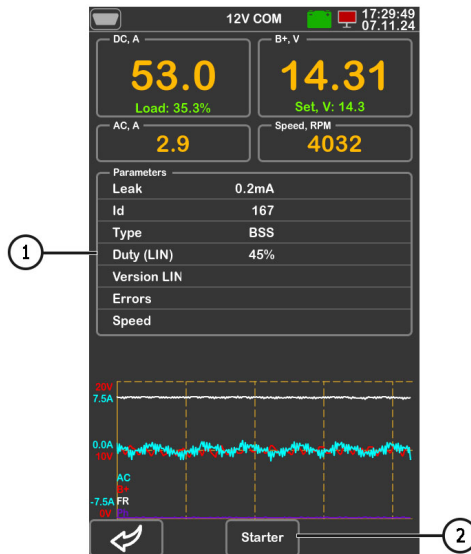 12V COM
17:29:49
07.11.24
DC, A
53.0
Load: 35.3%
B+, V
14.31
Set, V: 14.3
AC, A
2.9
Speed, RPM
4032
Parameters
Leak 0.2mA
Id 167
Type BSS
1
Duty (LIN) 45%
Version LIN
Errors
Speed
20V
7.5A
0.0A
10V
AC
B+
-7.5A FR
0V
Starter
2